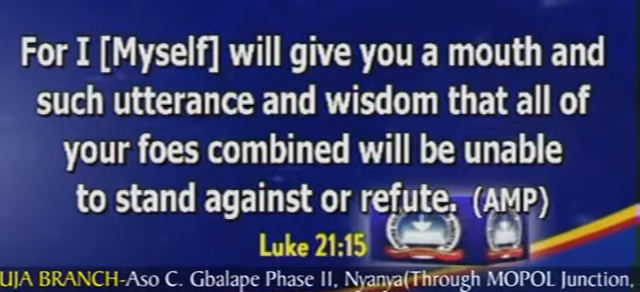 For I [Myself] will give you a mouth and
such utterance and wisdom that all of
your foes combined will be unable
to stand against or refute. (AMP)
Luke 21:15
UJA BRANCH-Aso C. Gbalape Phase II, Nyanya(Through MOPOL Junction,